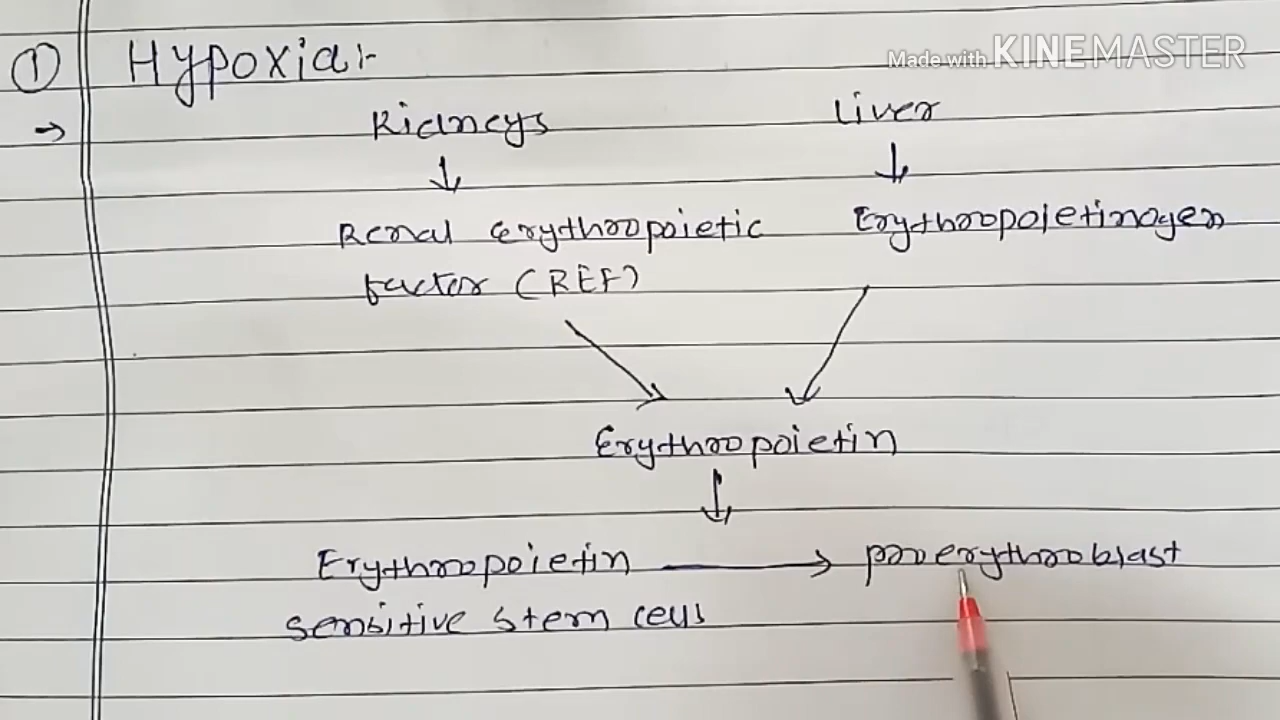 ① Hypoxia:-
Made with KINEMASTER
→ Kidneys Liver
↓ ↓
Renal Erythropoietic Erythropoietinogen
factor (REF)
Erythropoietin
↓
Erythropoietin → proerythroblast
sensitive stem cells